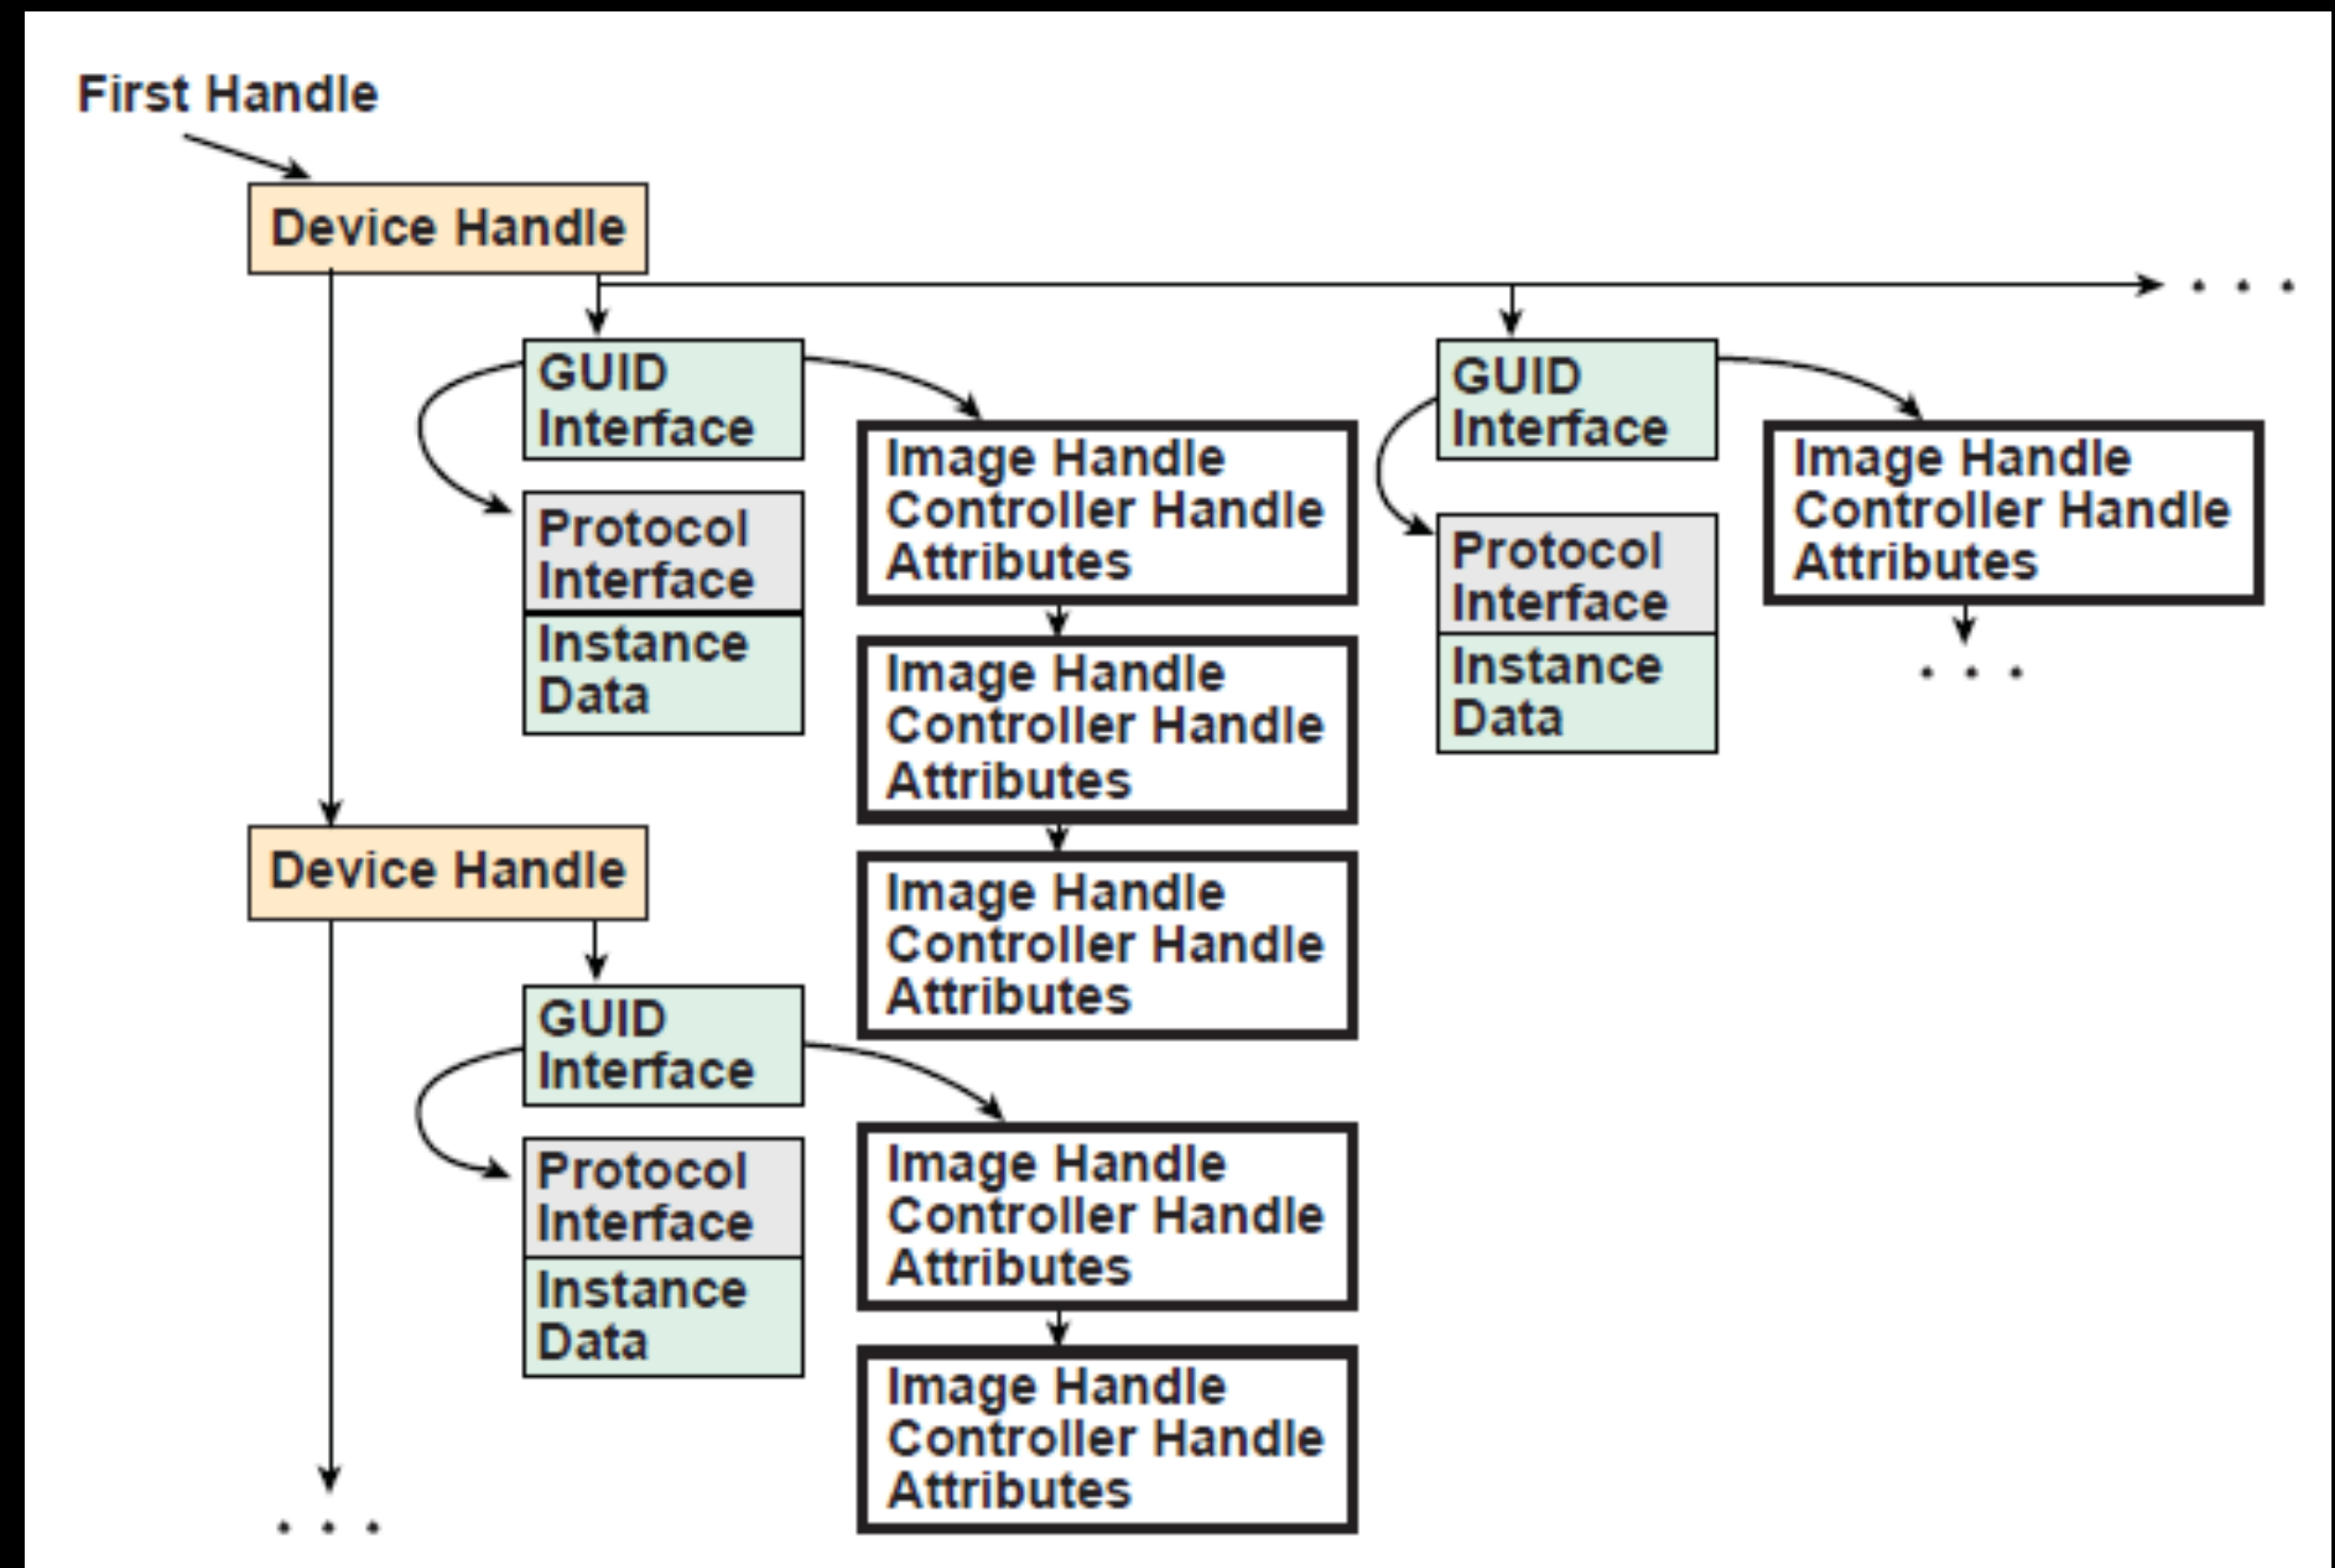 First Handle
Device Handle
. . .
GUID
Interface
Protocol
Interface
Instance
Data
Image Handle
Controller Handle
Attributes
Image Handle
Controller Handle
Attributes
Image Handle
Controller Handle
Attributes
GUID
Interface
Protocol
Interface
Instance
Data
Image Handle
Controller Handle
Attributes
. . .
Device Handle
GUID
Interface
Protocol
Interface
Instance
Data
Image Handle
Controller Handle
Attributes
Image Handle
Controller Handle
Attributes
. . .